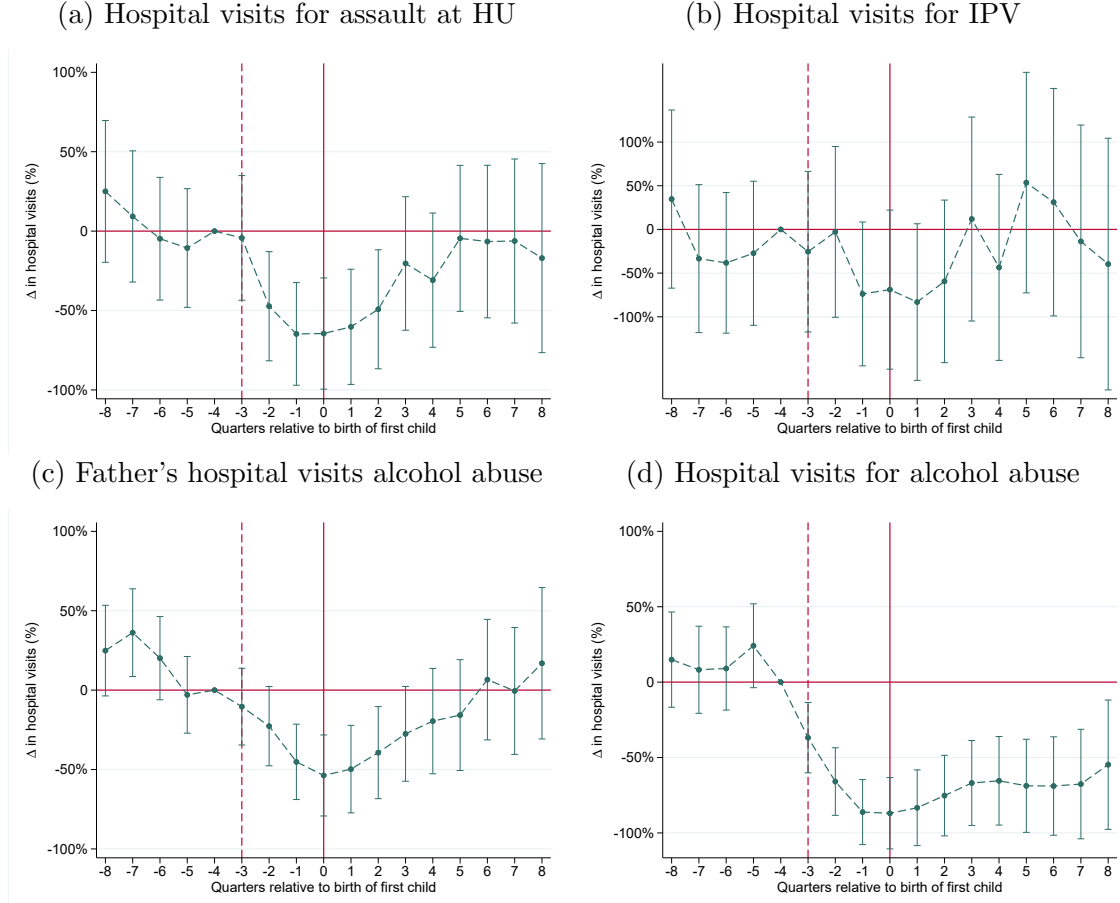 (a) Hospital visits for assault at HU
100%
50%
0
-50%
-100%
Δ in hospital visits (%)
-8 -7 -6 -5 -4 -3 -2 -1 0 1 2 3 4 5 6 7 8
Quarters relative to birth of first child
(b) Hospital visits for IPV
100%
50%
0
-50%
-100%
Δ in hospital visits (%)
-8 -7 -6 -5 -4 -3 -2 -1 0 1 2 3 4 5 6 7 8
Quarters relative to birth of first child
(c) Father's hospital visits alcohol abuse
100%
50%
0
-50%
-100%
Δ in hospital visits (%)
-8 -7 -6 -5 -4 -3 -2 -1 0 1 2 3 4 5 6 7 8
Quarters relative to birth of first child
(d) Hospital visits for alcohol abuse
100%
50%
0
-50%
-100%
Δ in hospital visits (%)
-8 -7 -6 -5 -4 -3 -2 -1 0 1 2 3 4 5 6 7 8
Quarters relative to birth of first child